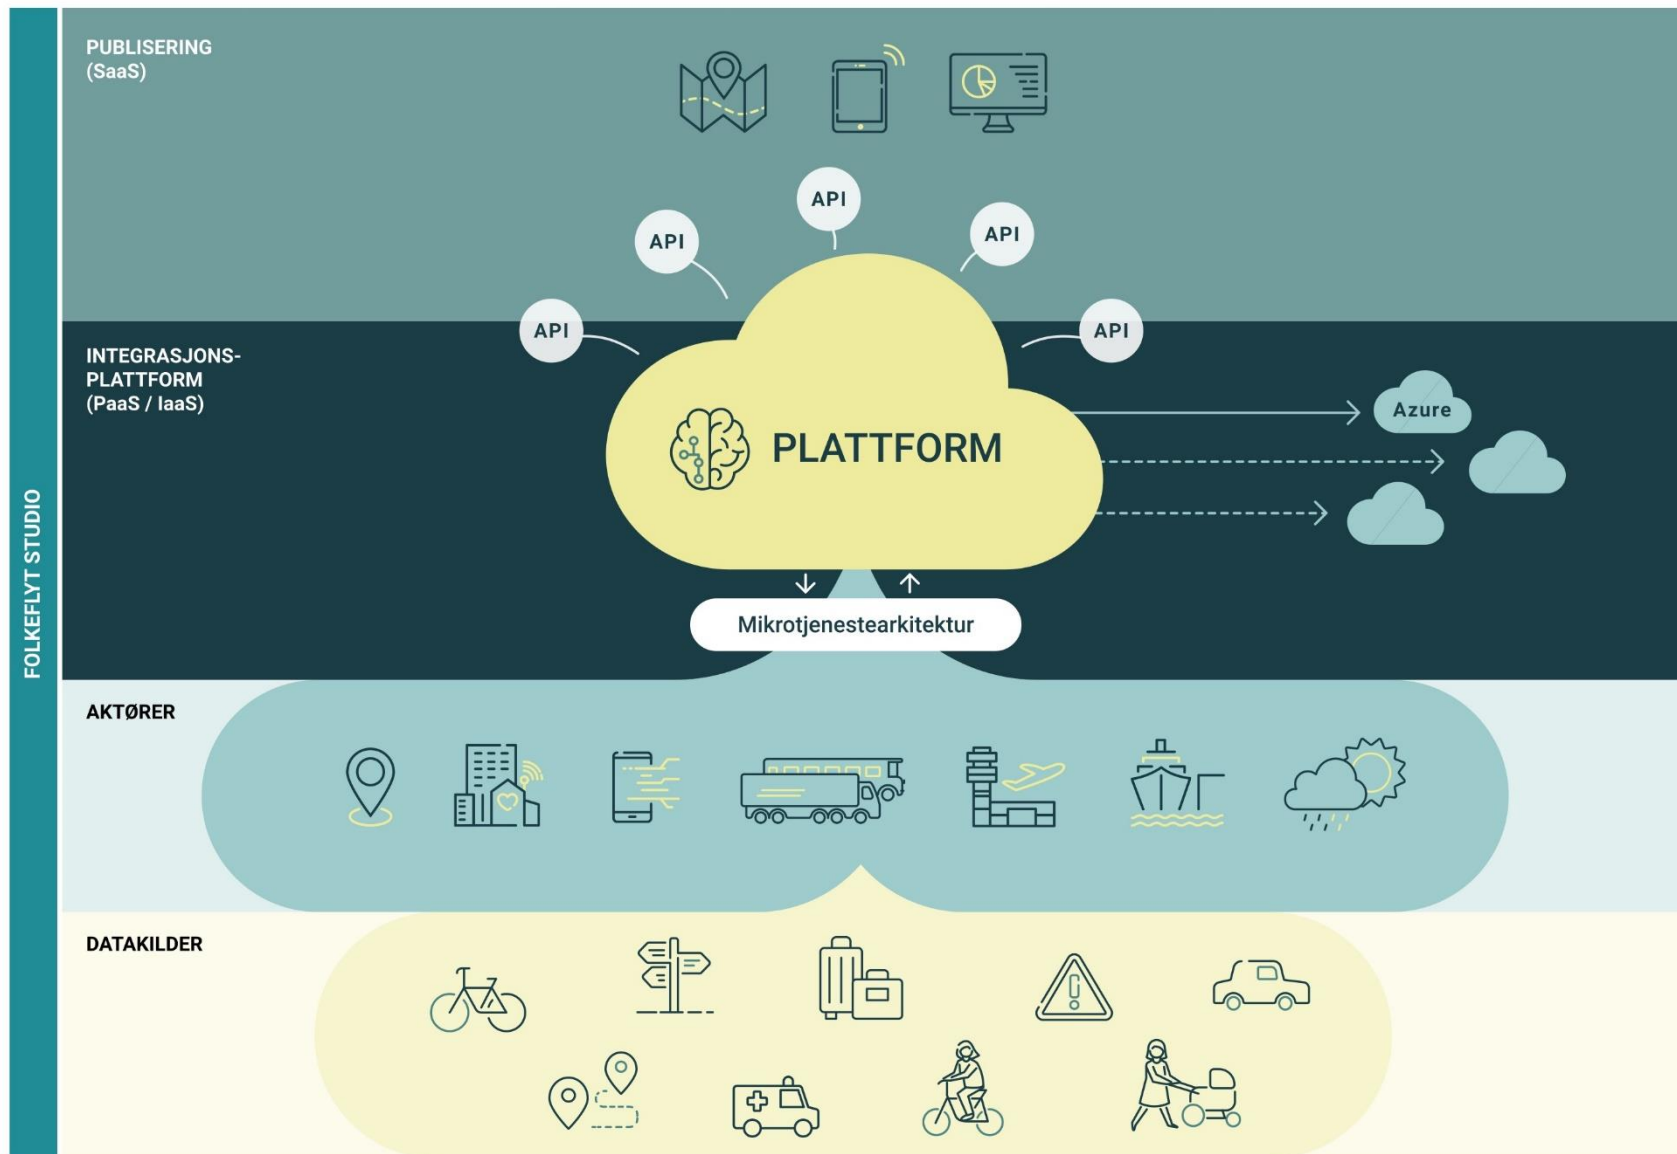 FOLKEFLYT STUDIO
PUBLISERING
(SaaS)
API
API
API
API
API
INTEGRASJONS-
PLATTFORM
(PaaS / IaaS)
PLATTFORM
Azure
Mikrotjenestearkitektur
AKTØRER
DATAKILDER